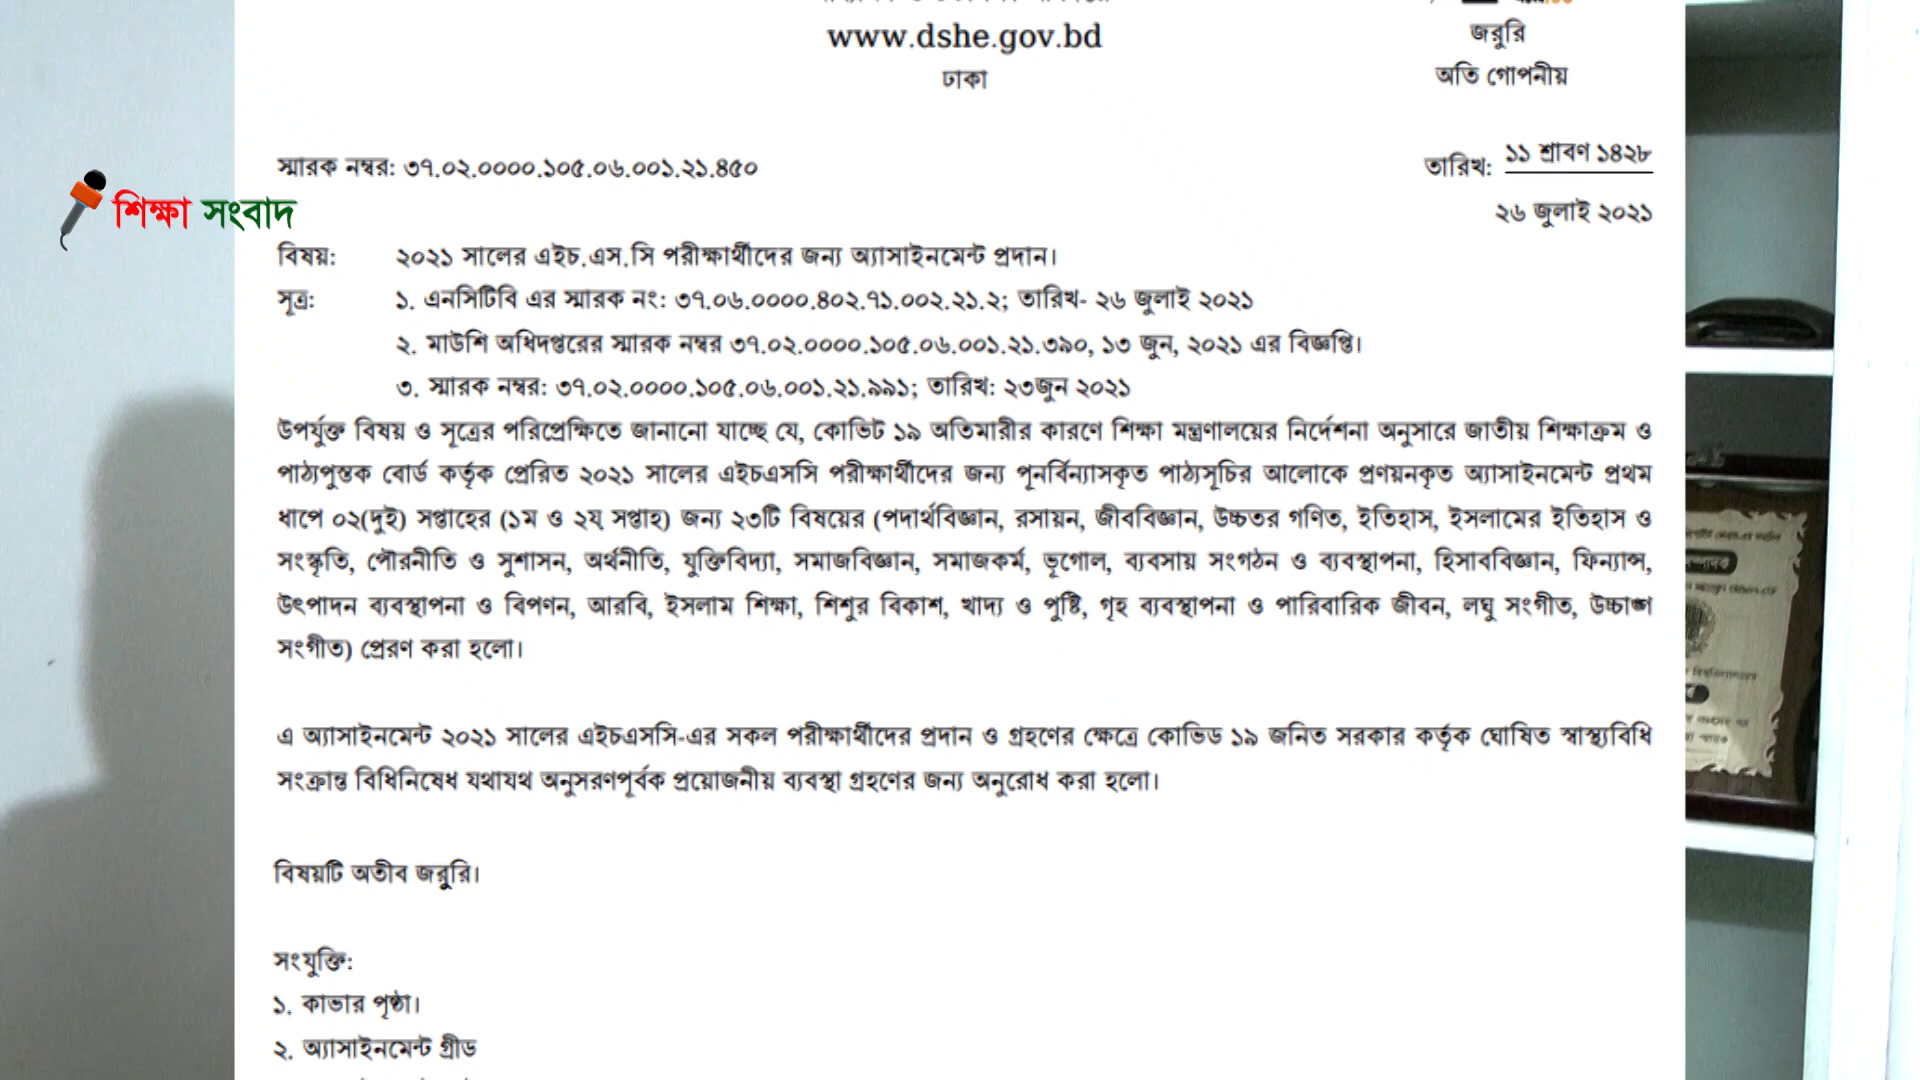 www.dshe.gov.bd
ঢাকা
জরুরি
অতি গোপনীয়
স্মারক নম্বর: ৩৭.০২.০০০০.১০৫.০৬.০০১.২১.৪৫০
তারিখ: ১১ শ্রাবণ ১৪২৮
২৬ জুলাই ২০২১
শিক্ষা সংবাদ
বিষয়: ২০২১ সালের এইচ.এস.সি পরীক্ষার্থীদের জন্য অ্যাসাইনমেন্ট প্রদান।
সূত্র: ১. এনসিটিবি এর স্মারক নং: ৩৭.০৬.০০০০.৪০২.৭১.০০২.২১.২; তারিখ- ২৬ জুলাই ২০২১
২. মাউশি অধিদপ্তরের স্মারক নম্বর ৩৭.০২.০০০০.১০৫.০৬.০০১.২১.৩৯০, ১৩ জুন, ২০২১ এর বিজ্ঞপ্তি।
৩. স্মারক নম্বর: ৩৭.০২.০০০০.১০৫.০৬.০০১.২১.৯৯১; তারিখ: ২৩জুন ২০২১
উপর্যুক্ত বিষয় ও সূত্রের পরিপ্রেক্ষিতে জানানো যাচ্ছে যে, কোভিট ১৯ অতিমারীর কারণে শিক্ষা মন্ত্রণালয়ের নির্দেশনা অনুসারে জাতীয় শিক্ষাক্রম ও
পাঠ্যপুস্তক বোর্ড কর্তৃক প্রেরিত ২০২১ সালের এইচএসসি পরীক্ষার্থীদের জন্য পূনর্বিন্যাসকৃত পাঠ্যসূচির আলোকে প্রণয়নকৃত অ্যাসাইনমেন্ট প্রথম
ধাপে ০২(দুই) সপ্তাহের (১ম ও ২য় সপ্তাহ) জন্য ২৩টি বিষয়ের (পদার্থবিজ্ঞান, রসায়ন, জীববিজ্ঞান, উচ্চতর গণিত, ইতিহাস, ইসলামের ইতিহাস ও
সংস্কৃতি, পৌরনীতি ও সুশাসন, অর্থনীতি, যুক্তিবিদ্যা, সমাজবিজ্ঞান, সমাজকর্ম, ভূগোল, ব্যবসায় সংগঠন ও ব্যবস্থাপনা, হিসাববিজ্ঞান, ফিন্যান্স,
উৎপাদন ব্যবস্থাপনা ও বিপণন, আরবি, ইসলাম শিক্ষা, শিশুর বিকাশ, খাদ্য ও পুষ্টি, গৃহ ব্যবস্থাপনা ও পারিবারিক জীবন, লঘু সংগীত, উচ্চাঙ্গ
সংগীত) প্রেরণ করা হলো।
এ অ্যাসাইনমেন্ট ২০২১ সালের এইচএসসি-এর সকল পরীক্ষার্থীদের প্রদান ও গ্রহণের ক্ষেত্রে কোভিড ১৯ জনিত সরকার কর্তৃক ঘোষিত স্বাস্থ্যবিধি
সংক্রান্ত বিধিনিষেধ যথাযথ অনুসরণপূর্বক প্রয়োজনীয় ব্যবস্থা গ্রহণের জন্য অনুরোধ করা হলো।
বিষয়টি অতীব জরুরি।
সংযুক্তি:
১. কাভার পৃষ্ঠা।
২. অ্যাসাইনমেন্ট গ্রীড